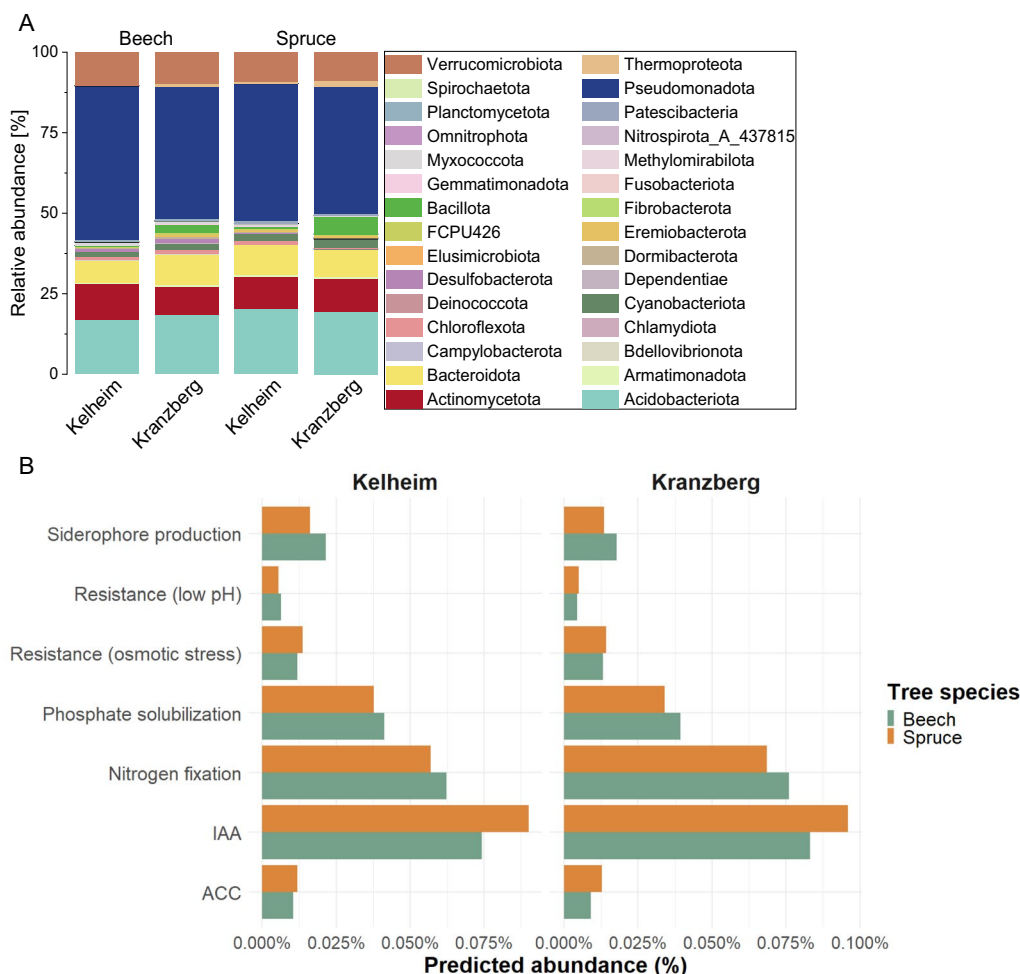 A
Beech Spruce
100
75
50
25
0
Relative abundance [%]
Kelheim
Kranzberg
Kelheim
Kranzberg
Verrucomicrobiota Thermoproteota
Spirochaetota Pseudomonadota
Planctomycetota Patescibacteria
Omnitrophota Nitrospirota_A_437815
Myxococcota Methylomirabilota
Gemmatimonadota Fusobacteriota
Bacillota Fibrobacterota
FCPU426 Eremiobacterota
Elusimicrobiota Dormibacterota
Desulfobacterota Dependentiae
Deinococcota Cyanobacteriota
Chloroflexota Chlamydiota
Campylobacterota Bdellovibrionota
Bacteroidota Armatimonadota
Actinomycetota Acidobacteriota
B
Kelheim Kranzberg
Siderophore production
Resistance (low pH)
Resistance (osmotic stress)
Phosphate solubilization
Nitrogen fixation
IAA
ACC
0.000% 0.025% 0.050% 0.075% 0.000% 0.025% 0.050% 0.075% 0.100%
Predicted abundance (%)
Tree species
Beech
Spruce